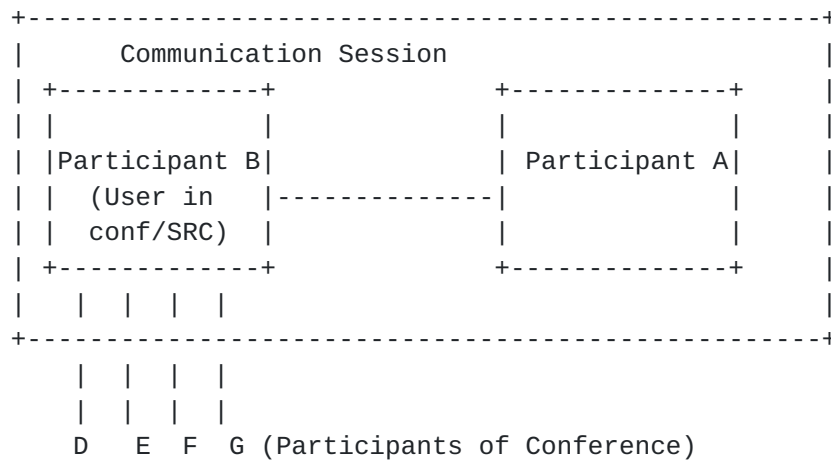 Communication Session
Participant B Participant A
(User in
conf/SRC)
D E F G (Participants of Conference)